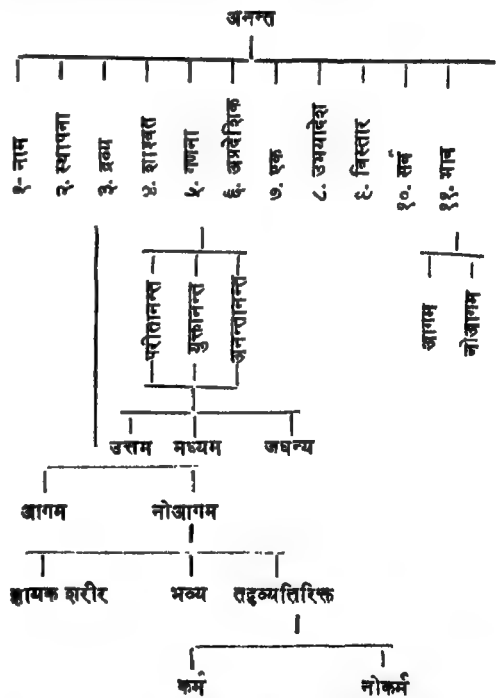 अनन्त
१- नाम
२. स्थापना
३. द्रव्य
४. शाश्वत
५. गणना
६. अप्रदेशिक
७. एक
८. उभयादेश
९. विस्तार
१०. सर्व
११. भाव
परीतानन्त
युक्तानन्त
अनन्तानन्त
आगम
नोआगम
उत्तम मध्यम जघन्य
आगम नोआगम
ज्ञायक शरीर भव्य तद्व्यतिरिक्त
कर्म नोकर्म